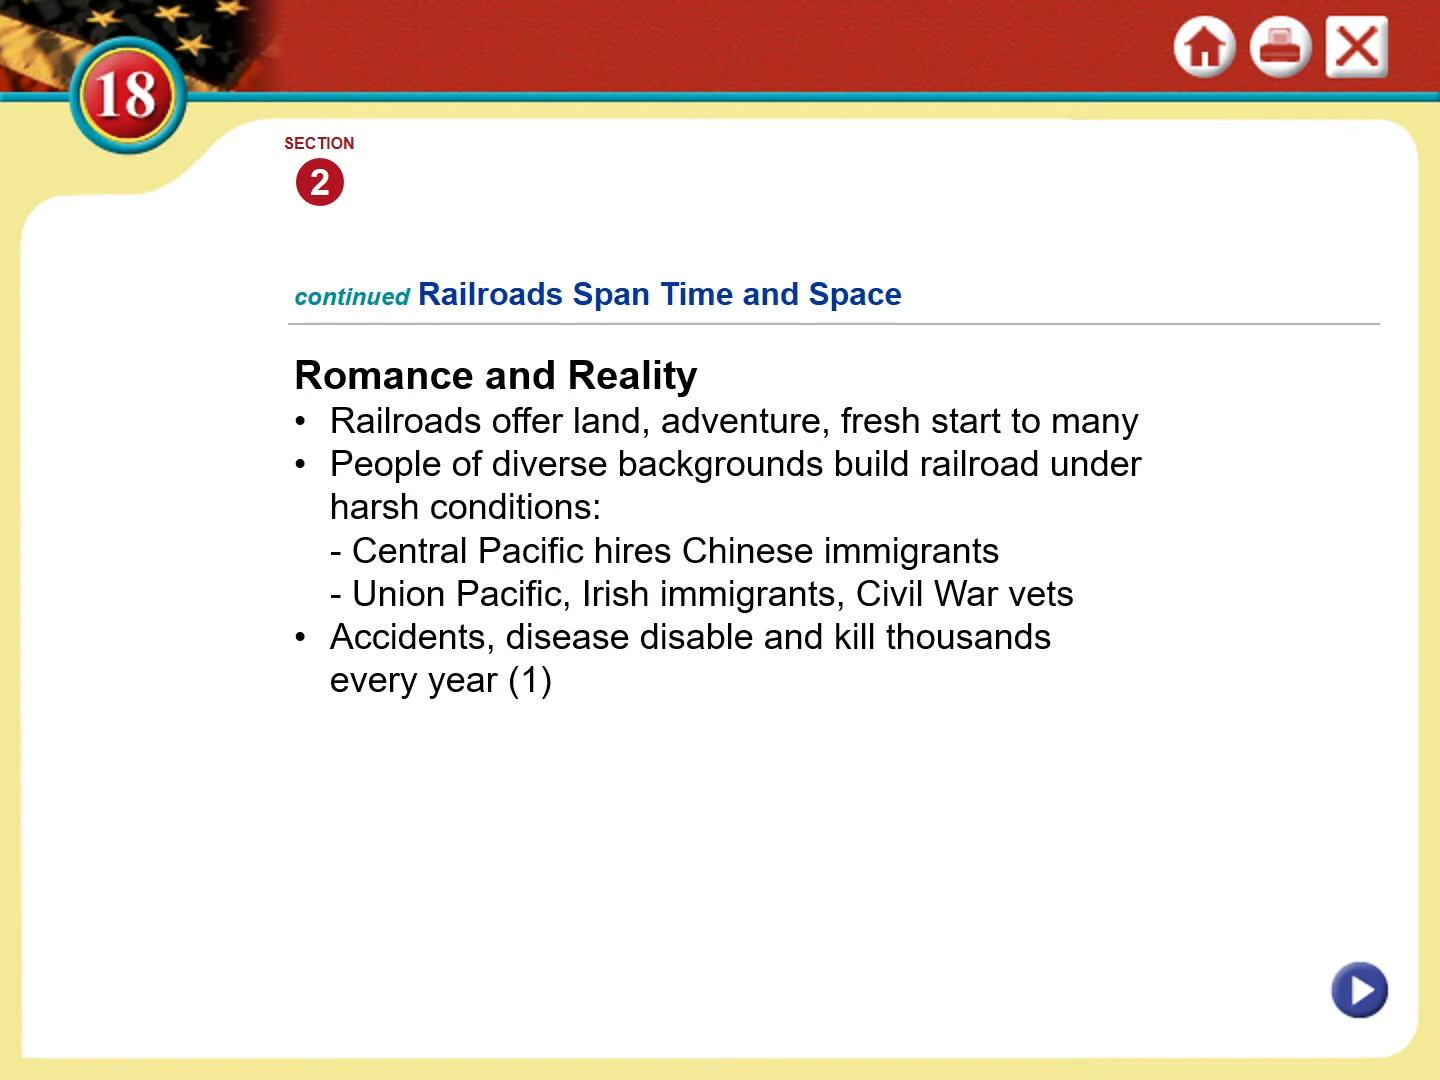 18
SECTION
2
continued Railroads Span Time and Space
Romance and Reality
• Railroads offer land, adventure, fresh start to many
• People of diverse backgrounds build railroad under
harsh conditions:
- Central Pacific hires Chinese immigrants
- Union Pacific, Irish immigrants, Civil War vets
• Accidents, disease disable and kill thousands
every year (1)